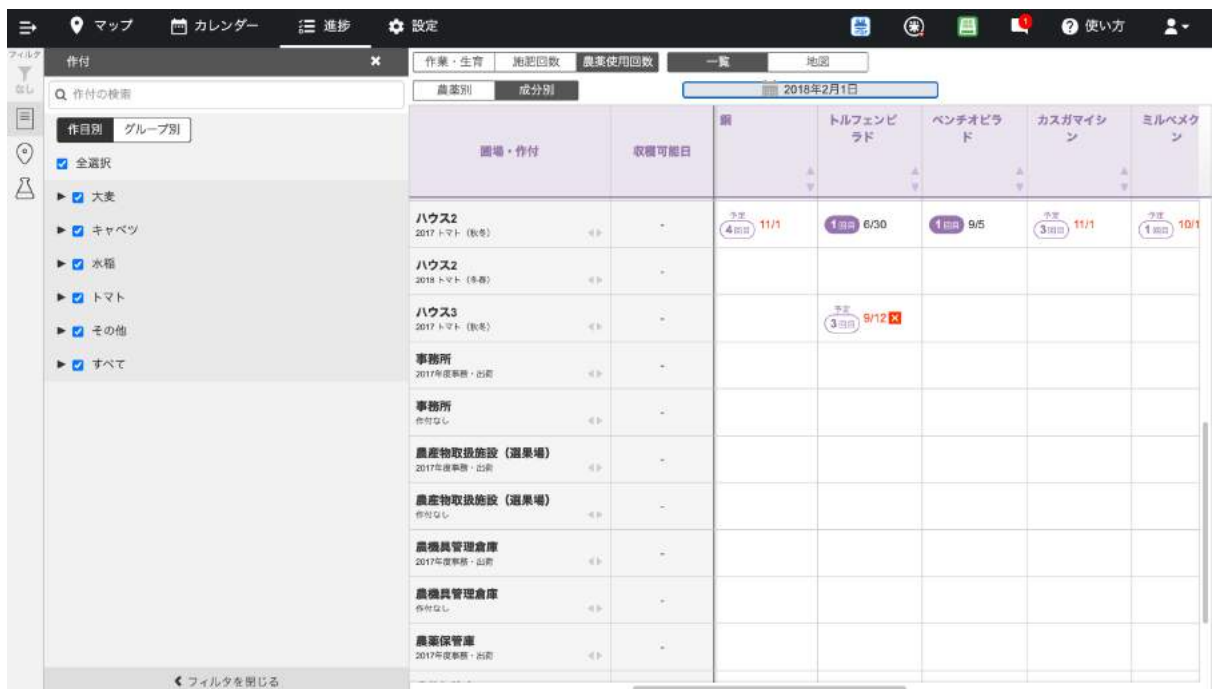 マップ カレンダー 進捗 設定 1 使い方
フィルタ
なし
作付 ×
作業・生育 施肥回数 農薬使用回数 一覧 地図
作付の検索
農薬別 成分別 2018年2月1日
作目別 グループ別
全選択
大麦
キャベツ
水稲
トマト
その他
すべて
圃場・作付 収穫可能日 銅 トルフェンピ
ラド ペンチオピラ
ド カスガマイシ
ン ミルベメク
ン
ハウス2
2017 トマト（秋冬） - 予定 4回目 11/1 1回目 6/30 1回目 9/5 予定 3回目 11/1 予定 1回目 10/1
ハウス2
2018 トマト（冬春） -
ハウス3
2017 トマト（秋冬） - 予定 3回目 9/12 ×
事務所
2017年度事務・出荷 -
事務所
作付なし -
農産物取扱施設（選果場）
2017年度事務・出荷 -
農産物取扱施設（選果場）
作付なし -
農機具管理倉庫
2017年度事務・出荷 -
農機具管理倉庫
作付なし -
農薬保管庫
2017年度事務・出荷 -
フィルタを閉じる